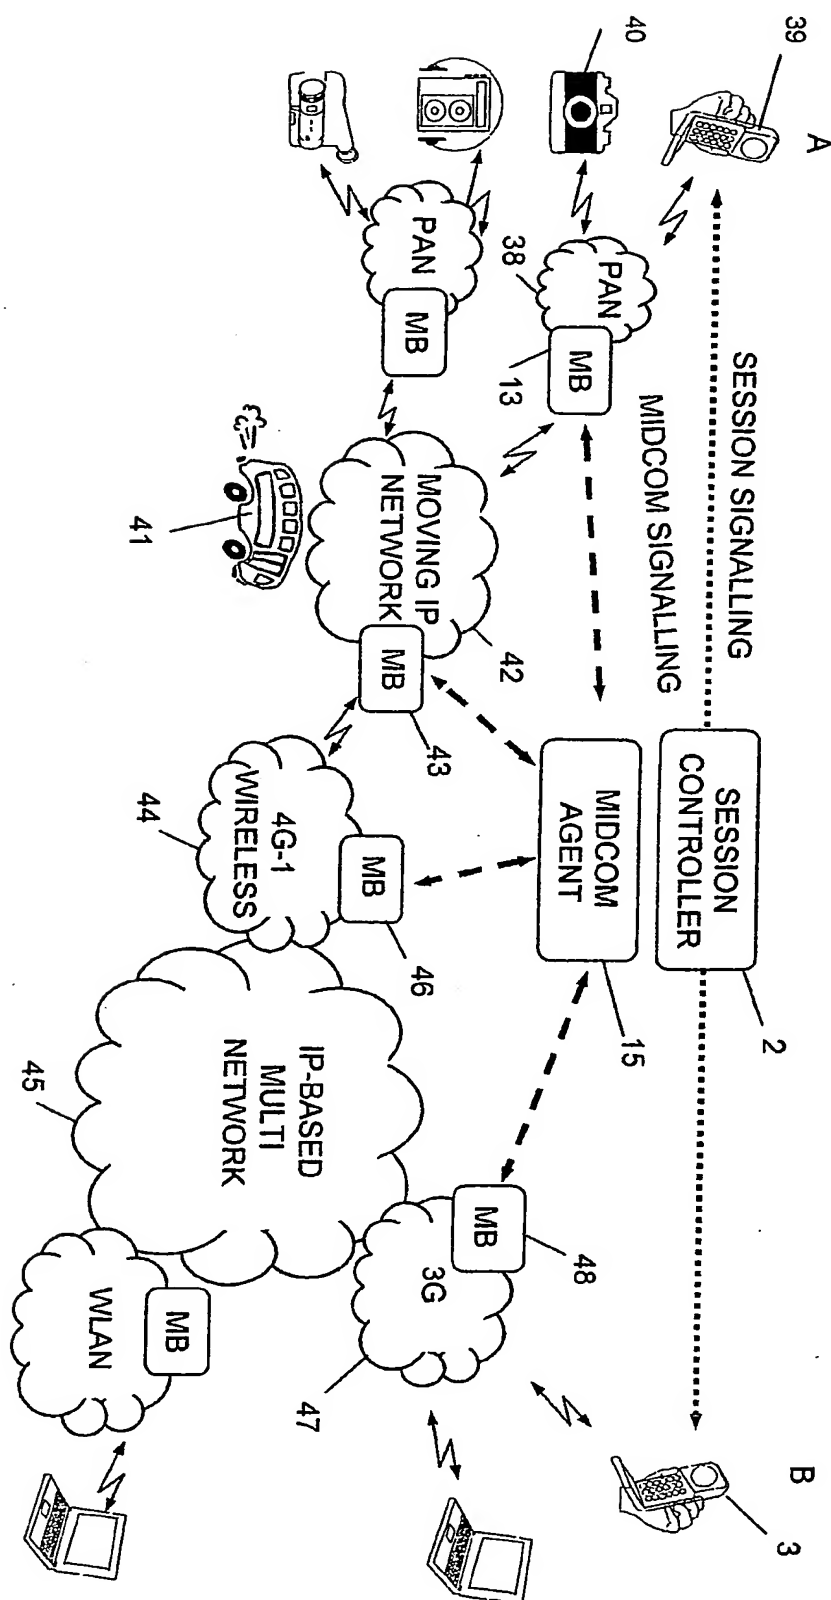 A
B
39
3
SESSION SIGNALLING
SESSION
CONTROLLER
2
MIDCOM SIGNALLING
40
MIDCOM
AGENT
15
PAN
38
MB
13
PAN
MB
MOVING IP
NETWORK
42
MB
43
41
4G-1
WIRELESS
44
MB
46
IP-BASED
MULTI
NETWORK
45
MB
48
3G
47
MB
WLAN